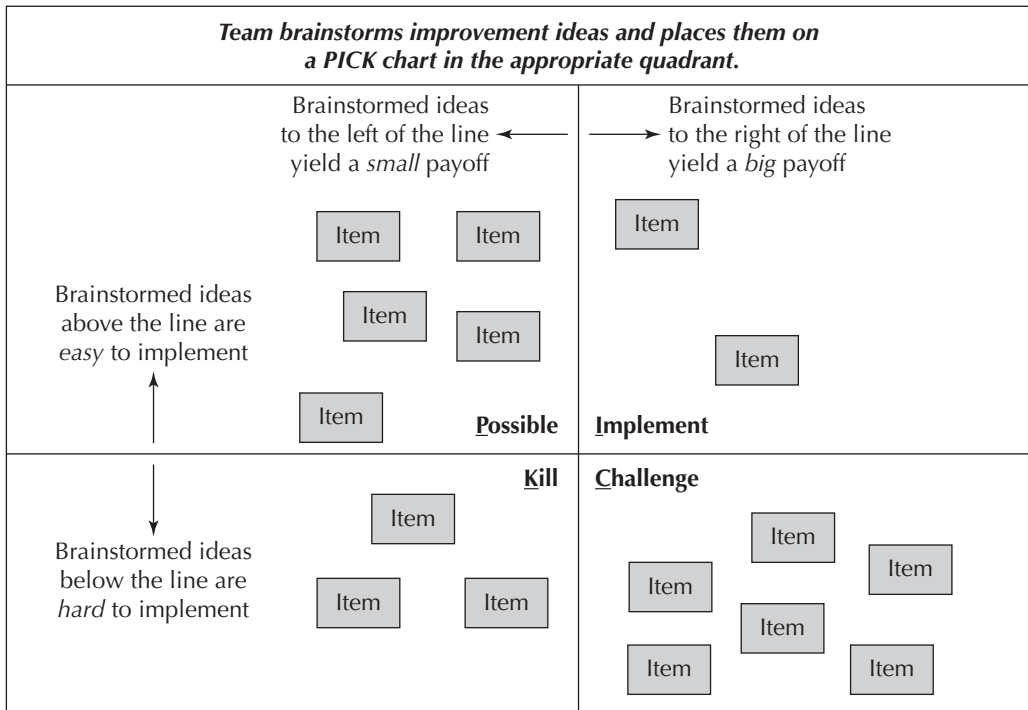 Team brainstorms improvement ideas and places them on
a PICK chart in the appropriate quadrant.
Brainstormed ideas
to the left of the line
yield a small payoff
Brainstormed ideas
to the right of the line
yield a big payoff
Item
Item
Item
Item
Item
Brainstormed ideas
above the line are
easy to implement
Possible
Item
Item
Implement
Kill
Item
Item
Item
Brainstormed ideas
below the line are
hard to implement
Challenge
Item
Item
Item
Item
Item
Item